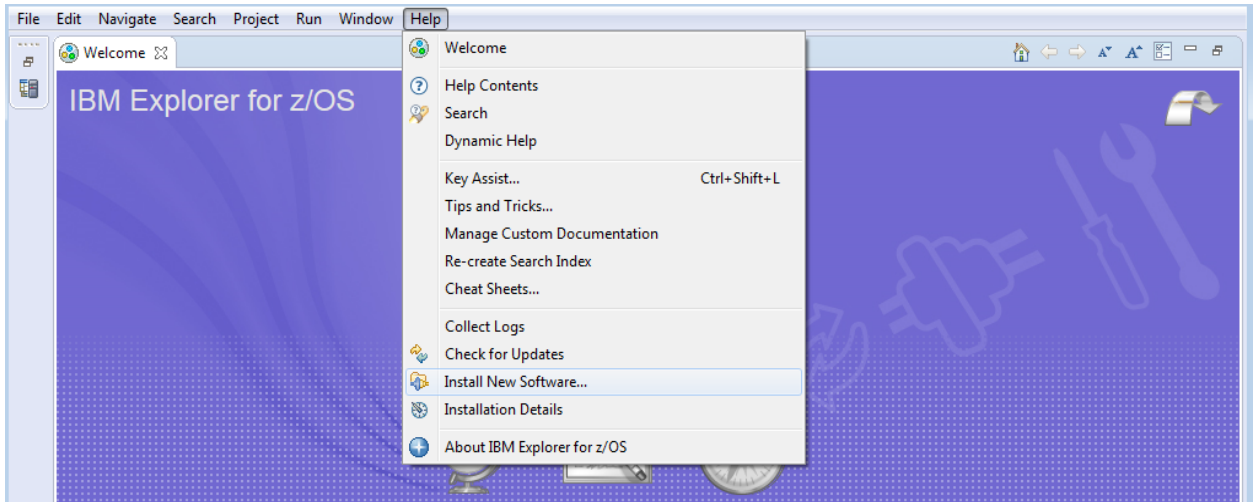 File Edit Navigate Search Project Run Window Help
Welcome
IBM Explorer for z/OS
Welcome
Help Contents
Search
Dynamic Help
Key Assist... Ctrl+Shift+L
Tips and Tricks...
Manage Custom Documentation
Re-create Search Index
Cheat Sheets...
Collect Logs
Check for Updates
Install New Software...
Installation Details
About IBM Explorer for z/OS